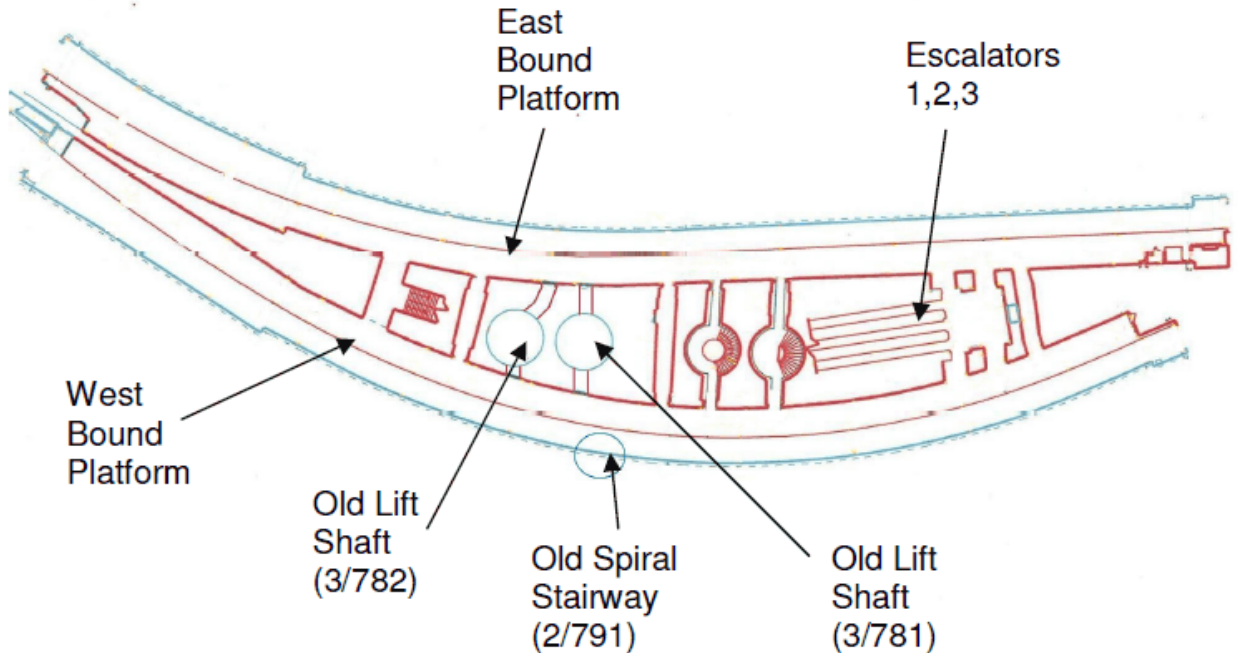 East
Bound
Platform
Escalators
1,2,3
West
Bound
Platform
Old Lift
Shaft
(3/782)
Old Spiral
Stairway
(2/791)
Old Lift
Shaft
(3/781)